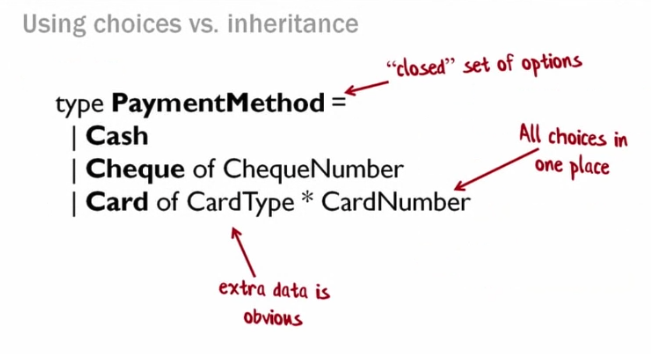 Using choices vs. inheritance
“closed” set of options
type PaymentMethod =
| Cash
| Cheque of ChequeNumber
| Card of CardType * CardNumber
All choices in
one place
extra data is
obvious